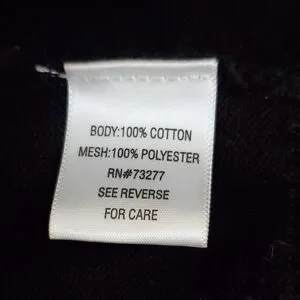 BODY:100% COTTON
MESH:100% POLYESTER
RN#73277
SEE REVERSE
FOR CARE